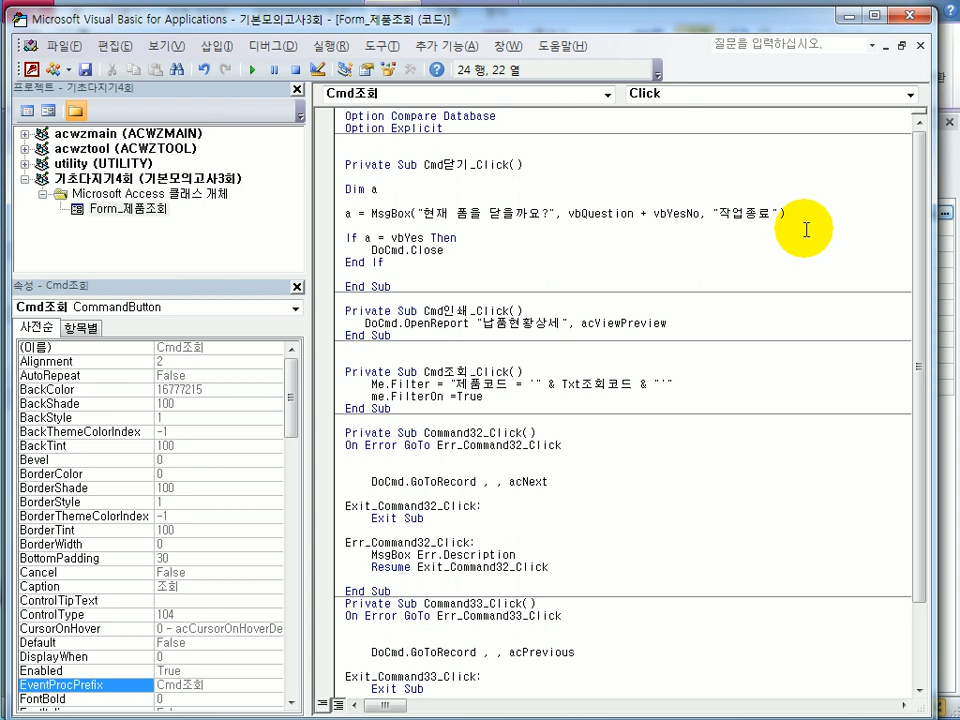 Microsoft Visual Basic for Applications - 기본모의고사3회 - [Form_제품조회 (코드)]
파일(F) 편집(E) 보기(V) 삽입(I) 디버그(D) 실행(R) 도구(T) 추가 기능(A) 창(W) 도움말(H) 질문을 입력하십시오.
24 행, 22 열
프로젝트 - 기초다지기4회
acwzmain (ACWZMAIN)
acwztool (ACWZTOOL)
utility (UTILITY)
기초다지기4회 (기본모의고사3회)
Microsoft Access 클래스 개체
Form_제품조회
속성 - Cmd조회
Cmd조회 CommandButton
사전순 항목별
(이름) Cmd조회
Alignment 2
AutoRepeat False
BackColor 16777215
BackShade 100
BackStyle 1
BackThemeColorIndex -1
BackTint 100
Bevel 0
BorderColor 0
BorderShade 100
BorderStyle 1
BorderThemeColorIndex -1
BorderTint 100
BorderWidth 0
BottomPadding 30
Cancel False
Caption 조회
ControlTipText
ControlType 104
CursorOnHover 0 - acCursorOnHoverDe
Default False
DisplayWhen 0
Enabled True
EventProcPrefix Cmd조회
FontBold 0
Cmd조회 Click
Option Compare Database
Option Explicit
Private Sub Cmd닫기_Click()
Dim a
a = MsgBox("현재 폼을 닫을까요?", vbQuestion + vbYesNo, "작업종료")
If a = vbYes Then
DoCmd.Close
End If
End Sub
Private Sub Cmd인쇄_Click()
DoCmd.OpenReport "납품현황상세", acViewPreview
End Sub
Private Sub Cmd조회_Click()
Me.Filter = "제품코드 = '" & Txt조회코드 & "'"
me.FilterOn =True
End Sub
Private Sub Command32_Click()
On Error GoTo Err_Command32_Click
DoCmd.GoToRecord , , acNext
Exit_Command32_Click:
Exit Sub
Err_Command32_Click:
MsgBox Err.Description
Resume Exit_Command32_Click
End Sub
Private Sub Command33_Click()
On Error GoTo Err_Command33_Click
DoCmd.GoToRecord , , acPrevious
Exit_Command33_Click:
Exit Sub